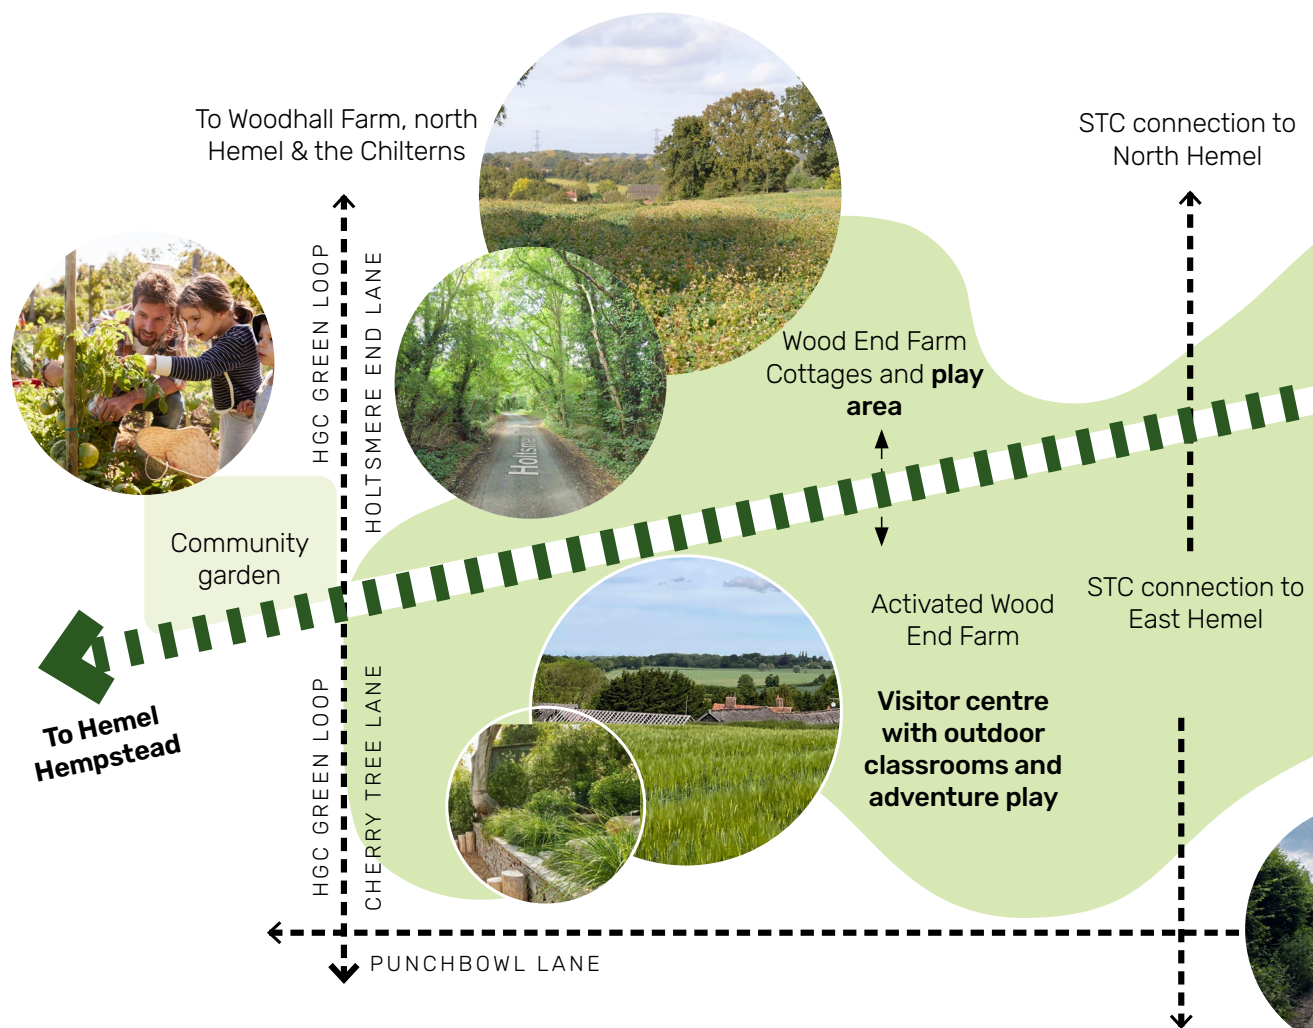 To Woodhall Farm, north
Hemel & the Chilterns
STC connection to
North Hemel
HGC GREEN LOOP
HOLTSMERE END LANE
Holtsme
Wood End Farm
Cottages and play
area
Community
garden
Activated Wood
End Farm
STC connection to
East Hemel
Visitor centre
with outdoor
classrooms and
adventure play
To Hemel
Hempstead
HGC GREEN LOOP
CHERRY TREE LANE
PUNCHBOWL LANE